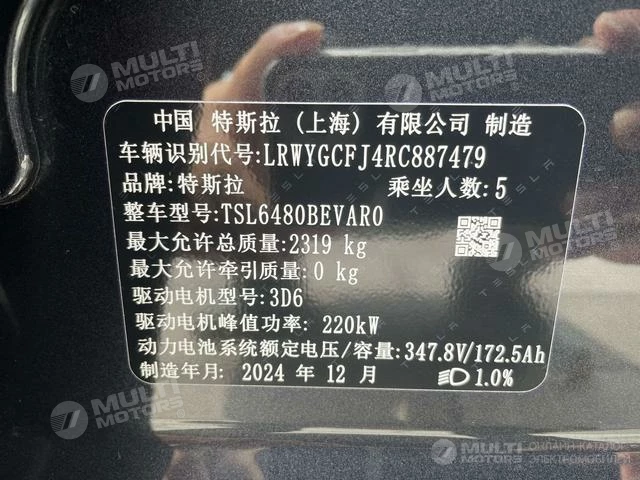 中国 特斯拉 (上海) 有限公司 制造
车辆识别代号:LRWYGCFJ4RC887479
品牌:特斯拉 乘坐人数:5
整车型号:TSL6480BEVAR0
最大允许总质量:2319 kg
最大允许牵引质量:0 kg
驱动电机型号:3D6
驱动电机峰值功率: 220kW
动力电池系统额定电压/容量:347.8V/172.5Ah
制造年月: 2024 年 12 月 1.0%
MULTI MOTORS
MULTI MOTORS
MULTI MOTORS
MULTI MOTORS
MULTI MOTORS
ОНЛАЙН-КАТАЛОГ
ЭЛЕКТРОМОБИЛЕЙ